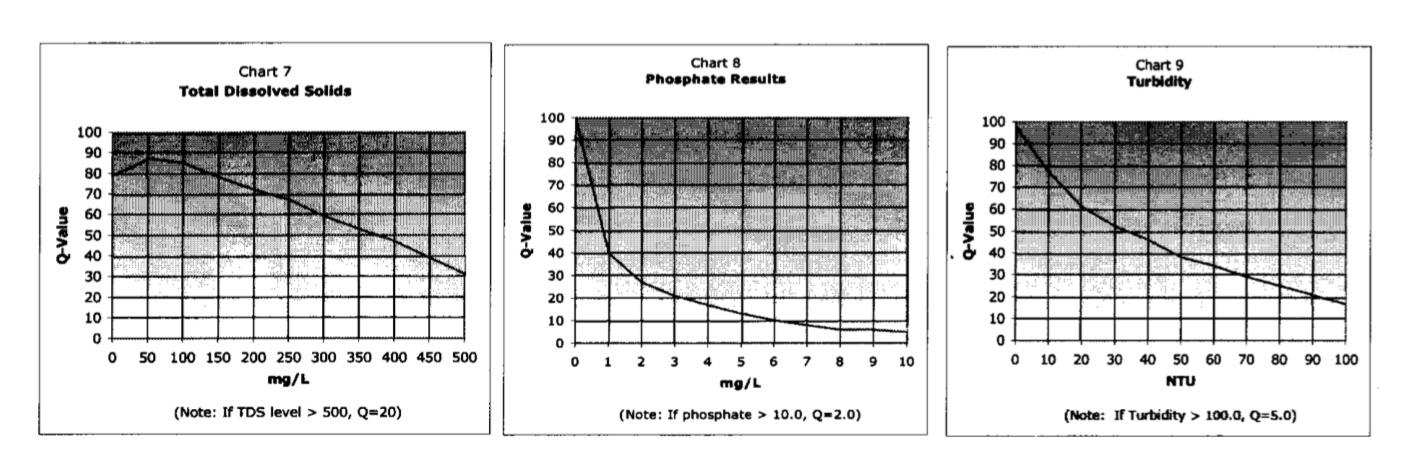 Chart 7
Total Dissolved Solids
100
90
80
70
60
50
40
30
20
10
0
Q-Value
0 50 100 150 200 250 300 350 400 450 500
mg/L
(Note: If TDS level > 500, Q=20)
Chart 8
Phosphate Results
100
90
80
70
60
50
40
30
20
10
0
Q-Value
0 1 2 3 4 5 6 7 8 9 10
mg/L
(Note: If phosphate > 10.0, Q=2.0)
Chart 9
Turbidity
100
90
80
70
60
50
40
30
20
10
0
Q-Value
0 10 20 30 40 50 60 70 80 90 100
NTU
(Note: If Turbidity > 100.0, Q=5.0)